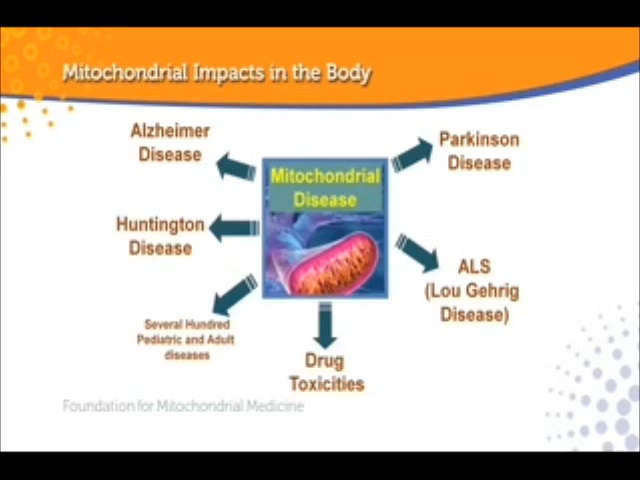 Mitochondrial Impacts in the Body
Alzheimer
Disease
Parkinson
Disease
Mitochondrial
Disease
Huntington
Disease
ALS
(Lou Gehrig
Disease)
Several Hundred
Pediatric and Adult
diseases
Drug
Toxicities
Foundation for Mitochondrial Medicine